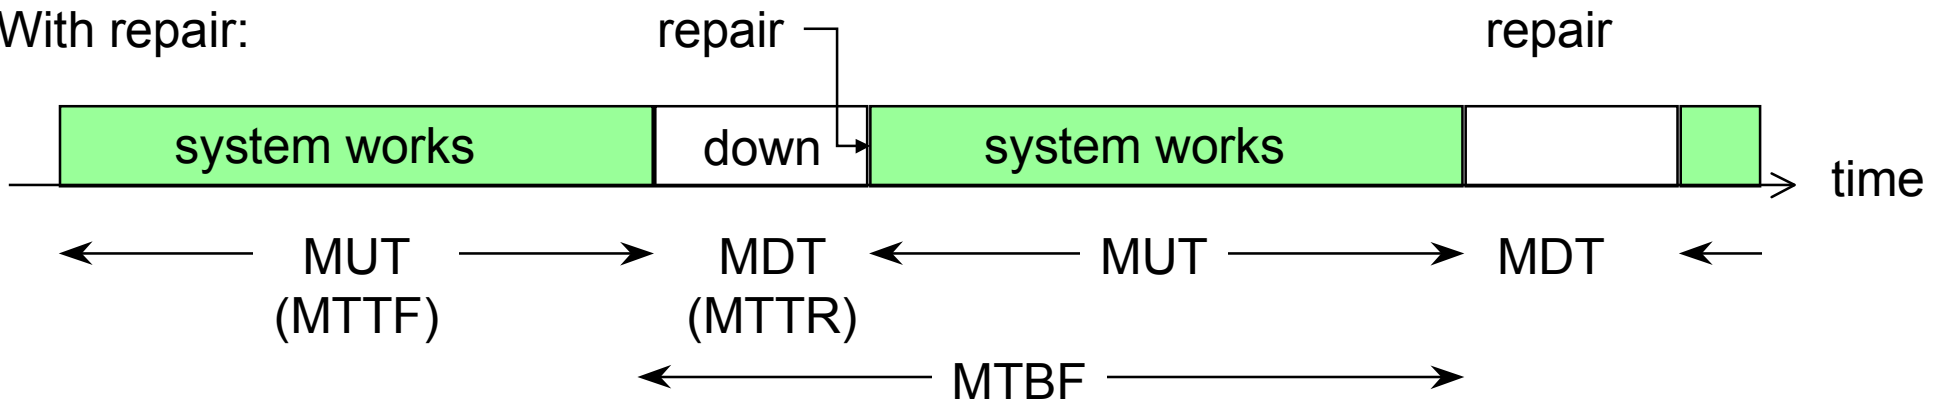 With repair:
repair
repair
system works
down
system works
time
MUT
(MTTF)
MDT
(MTTR)
MUT
MDT
MTBF